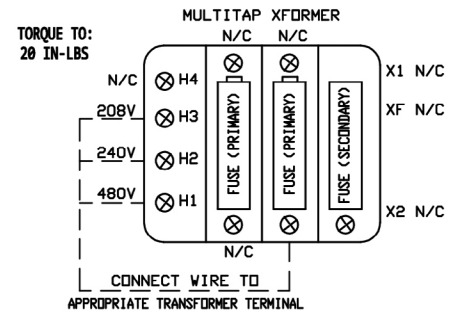 MULTITAP XFORMER
TORQUE TO:
20 IN-LBS
N/C N/C
N/C H4
X1 N/C
208V H3
XF N/C
240V H2
480V H1
X2 N/C
FUSE (PRIMARY)
FUSE (PRIMARY)
FUSE (SECONDARY)
N/C
CONNECT WIRE TO
APPROPRIATE TRANSFORMER TERMINAL